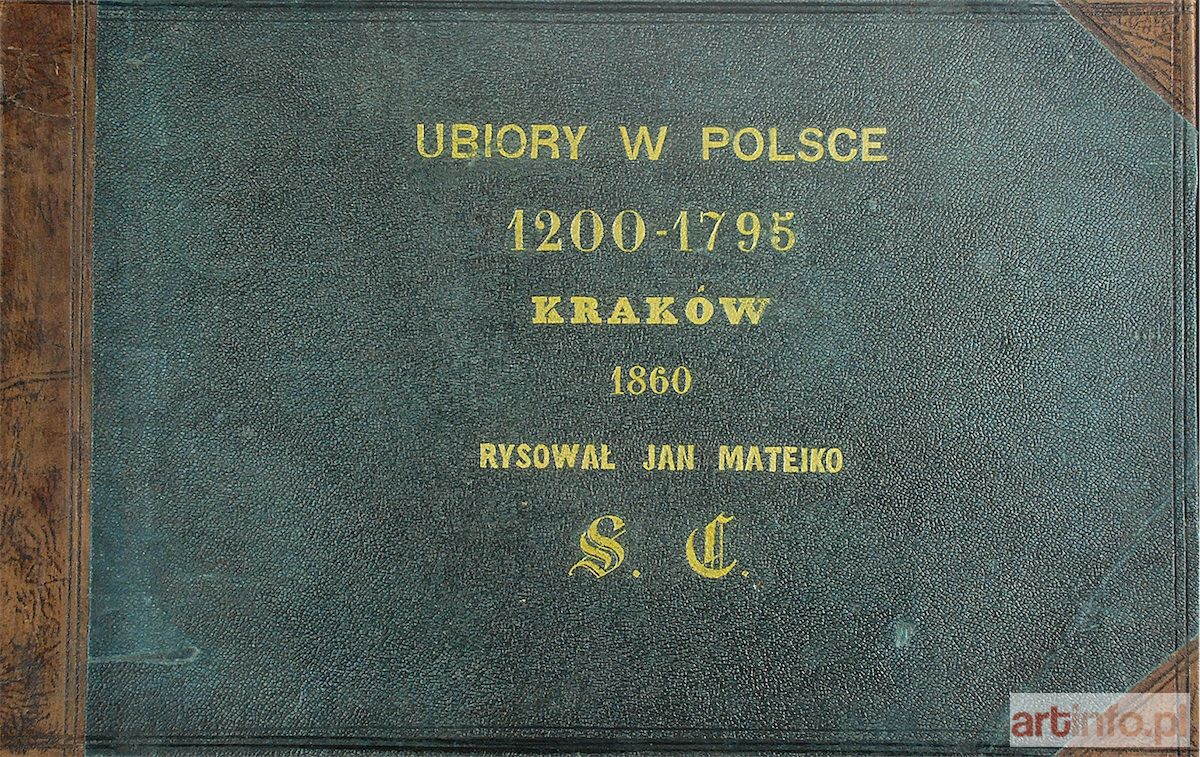 UBIORY W POLSCE
1200-1795
KRAKÓW
1860
RYSOWAŁ JAN MATEIKO
S. C.
artinfo.pl